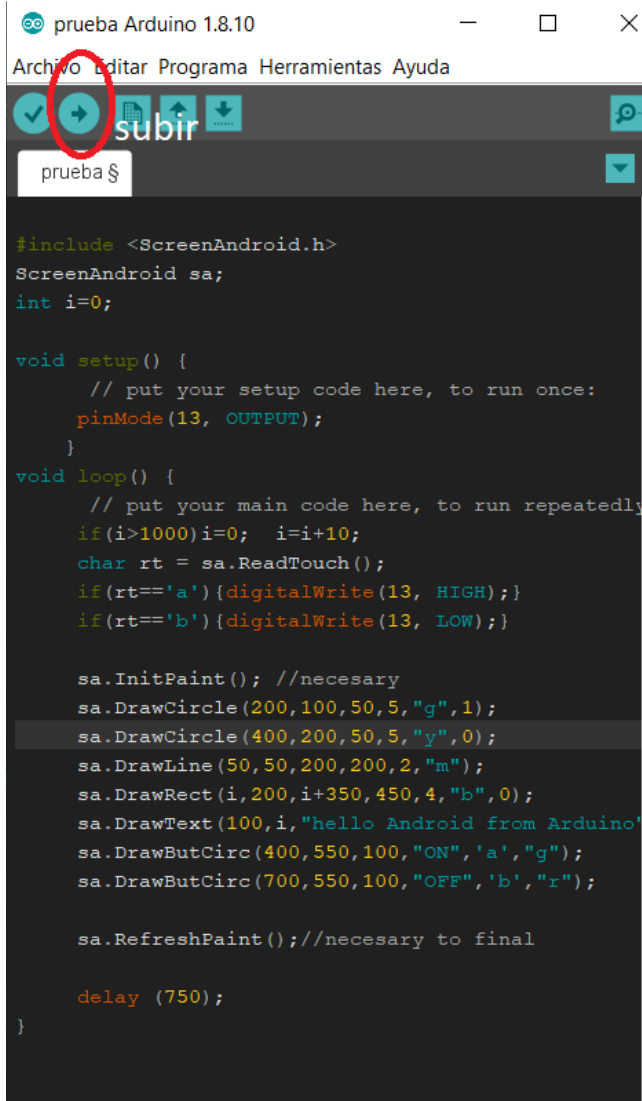 prueba Arduino 1.8.10
Archivo Editar Programa Herramientas Ayuda
subir
prueba §
#include <ScreenAndroid.h>
ScreenAndroid sa;
int i=0;
void setup() {
// put your setup code here, to run once:
pinMode(13, OUTPUT);
}
void loop() {
// put your main code here, to run repeatedly
if(i>1000)i=0;  i=i+10;
char rt = sa.ReadTouch();
if(rt=='a'){digitalWrite(13, HIGH);}
if(rt=='b'){digitalWrite(13, LOW);}
sa.InitPaint(); //necesary
sa.DrawCircle(200,100,50,5,"g",1);
sa.DrawCircle(400,200,50,5,"y",0);
sa.DrawLine(50,50,200,200,2,"m");
sa.DrawRect(i,200,i+350,450,4,"b",0);
sa.DrawText(100,i,"hello Android from Arduino"
sa.DrawButCirc(400,550,100,"ON",'a',"g");
sa.DrawButCirc(700,550,100,"OFF",'b',"r");
sa.RefreshPaint();//necesary to final
delay (750);
}